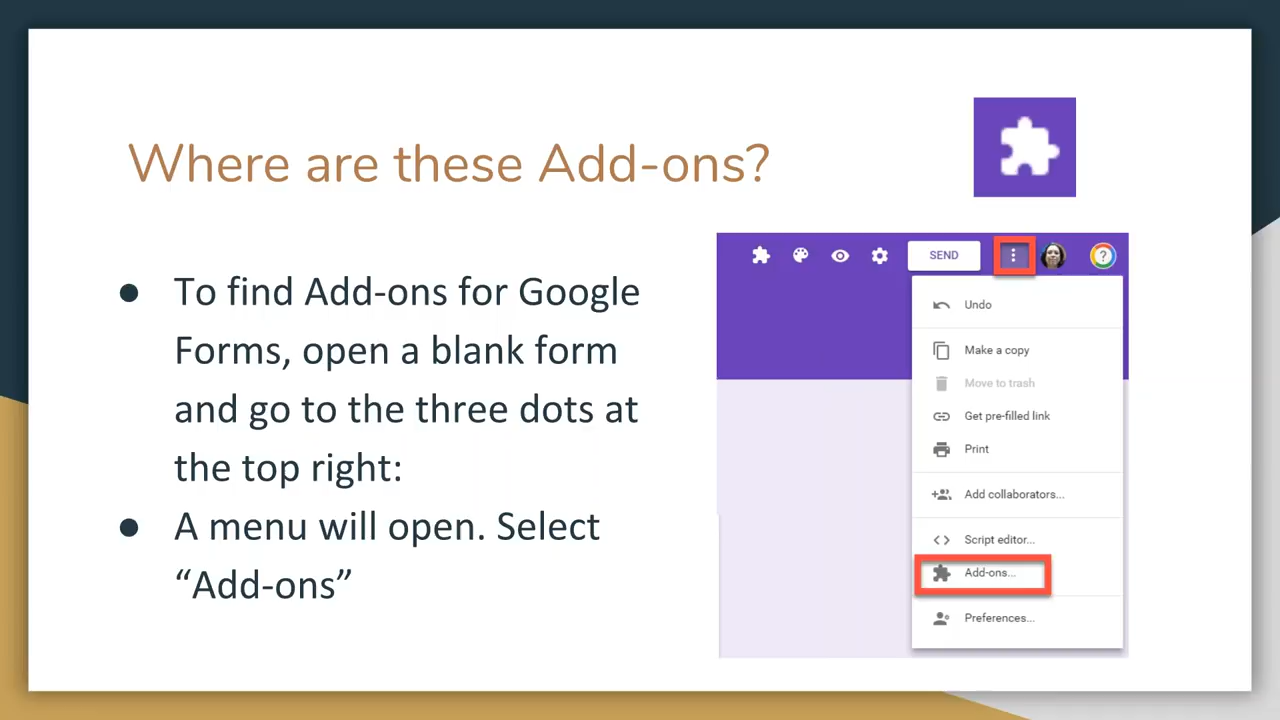 Where are these Add-ons?
● To find Add-ons for Google
Forms, open a blank form
and go to the three dots at
the top right:
● A menu will open. Select
“Add-ons”
SEND
?
Undo
Make a copy
Move to trash
Get pre-filled link
Print
Add collaborators...
Script editor...
Add-ons...
Preferences...